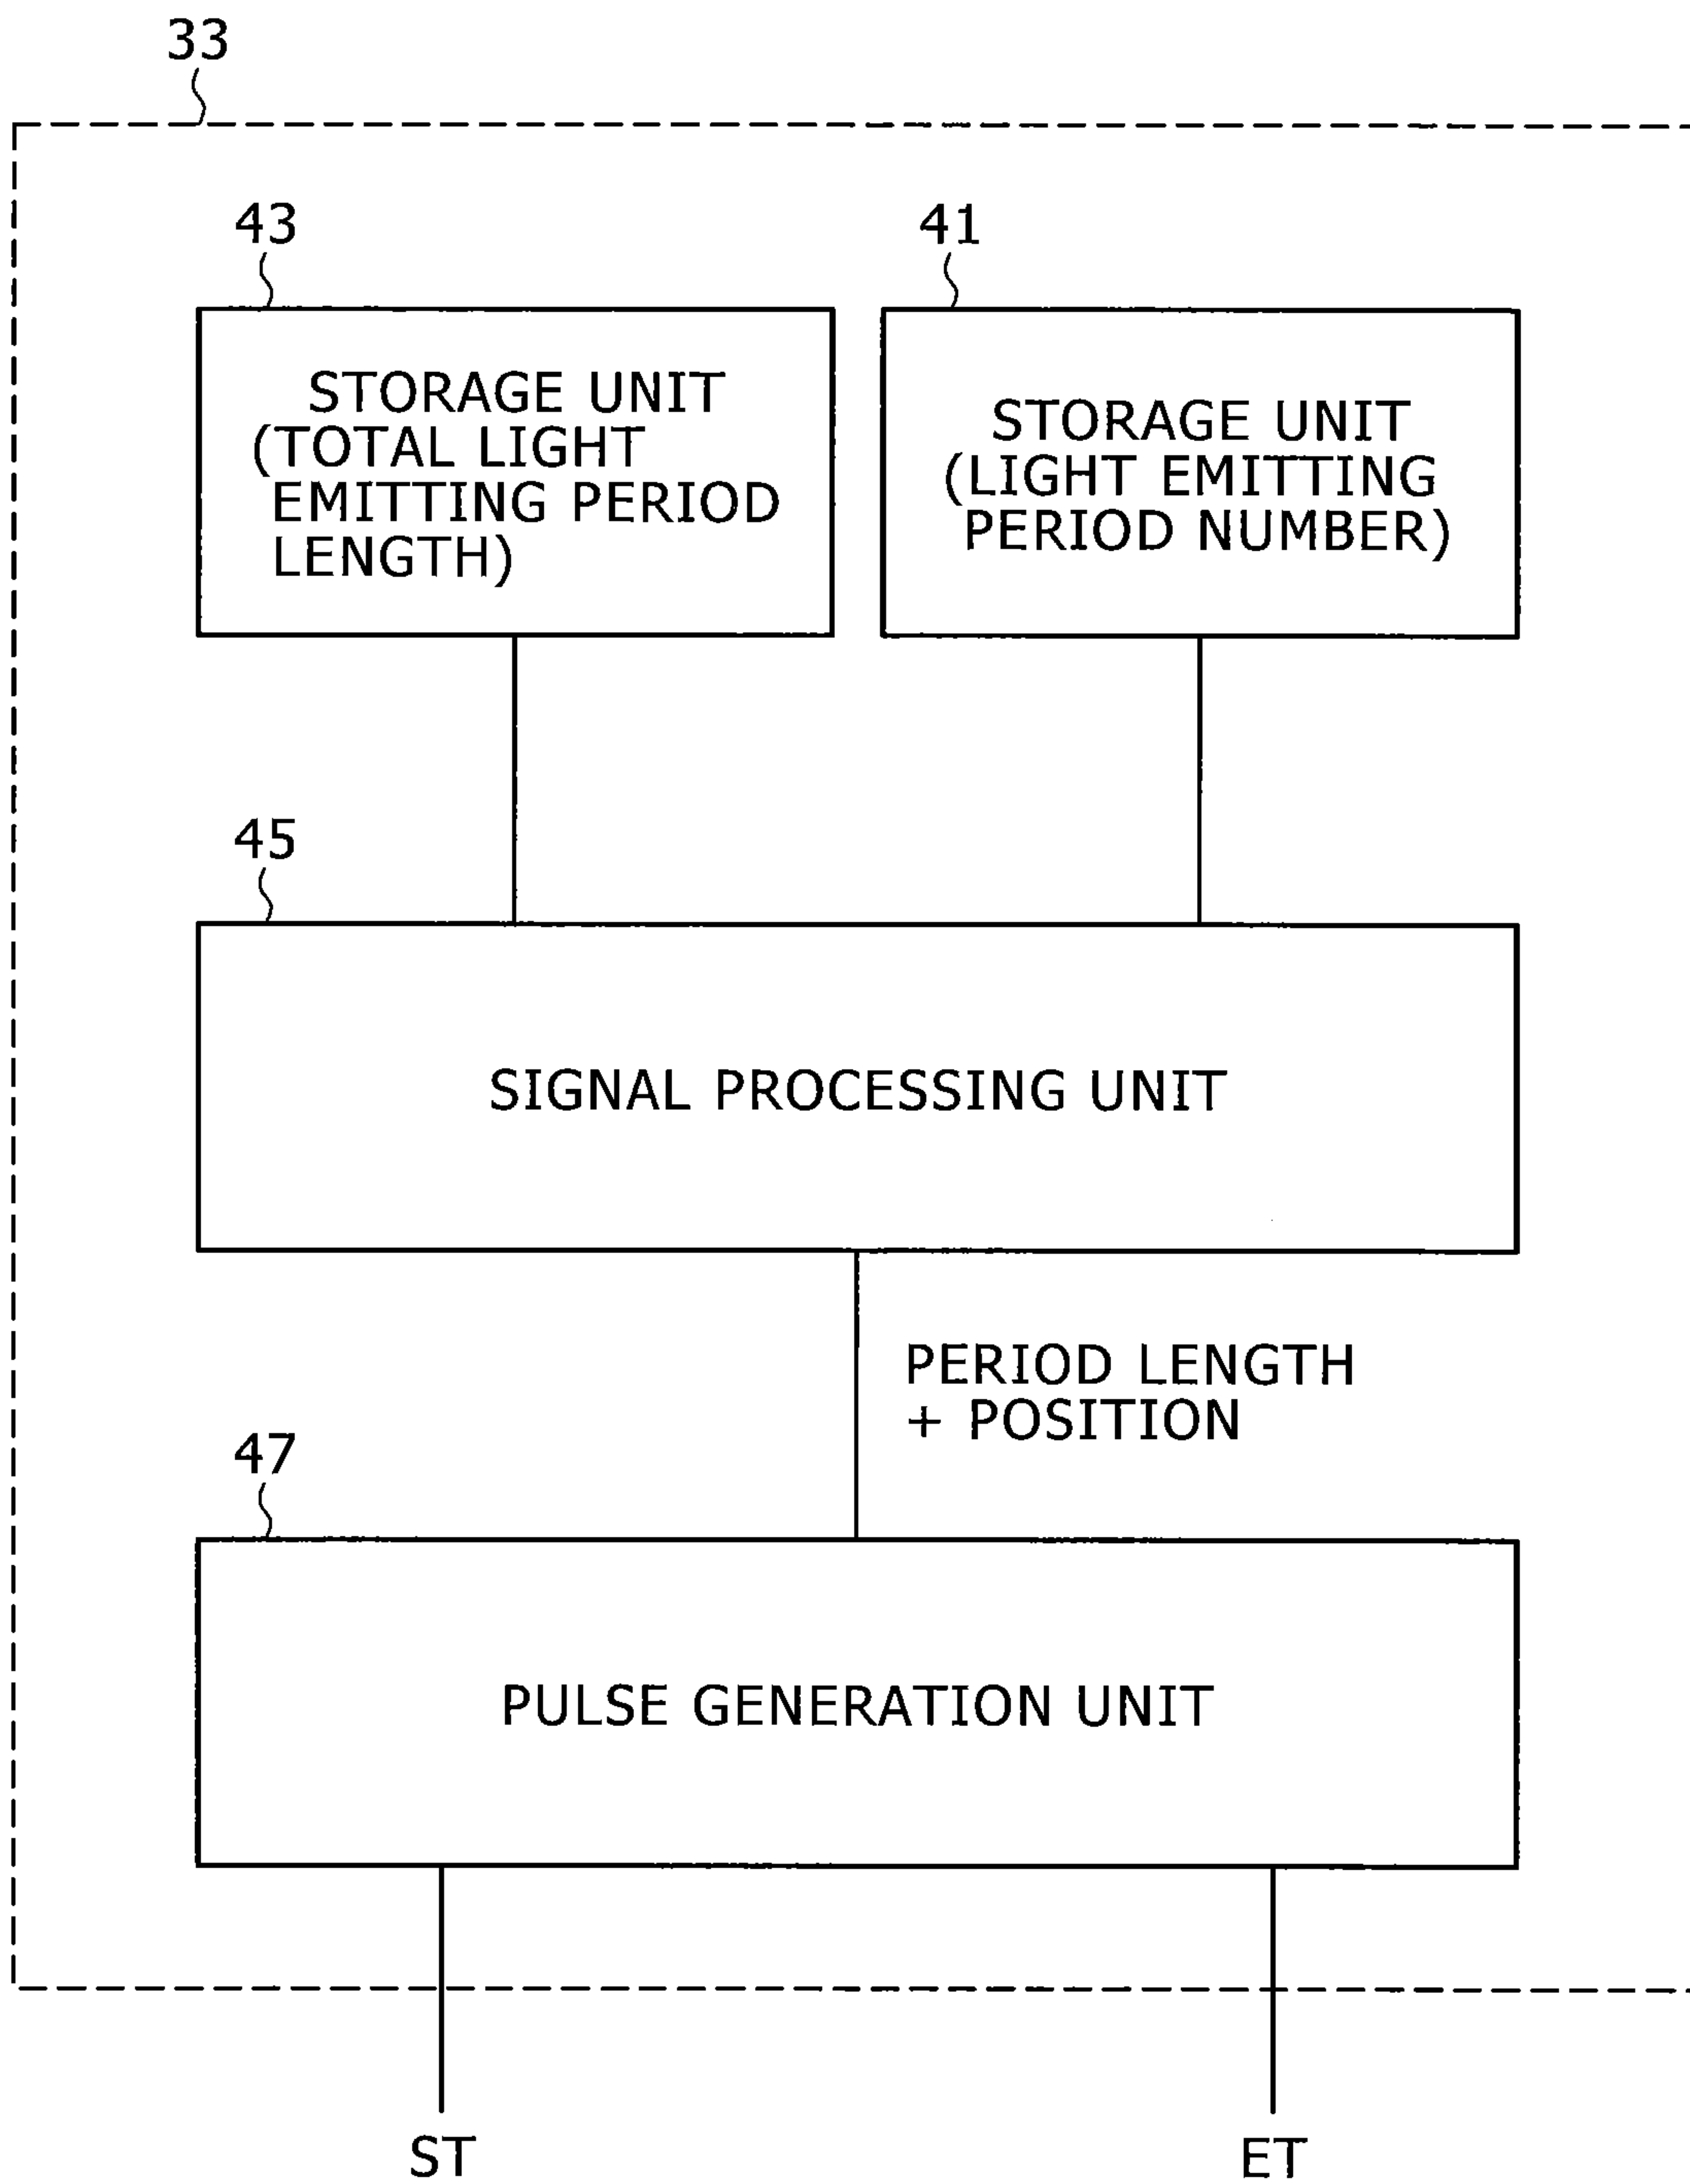 33
43
41
STORAGE UNIT
(TOTAL LIGHT
EMITTING PERIOD
LENGTH)
STORAGE UNIT
(LIGHT EMITTING
PERIOD NUMBER)
45
SIGNAL PROCESSING UNIT
PERIOD LENGTH
+ POSITION
47
PULSE GENERATION UNIT
ST
ET